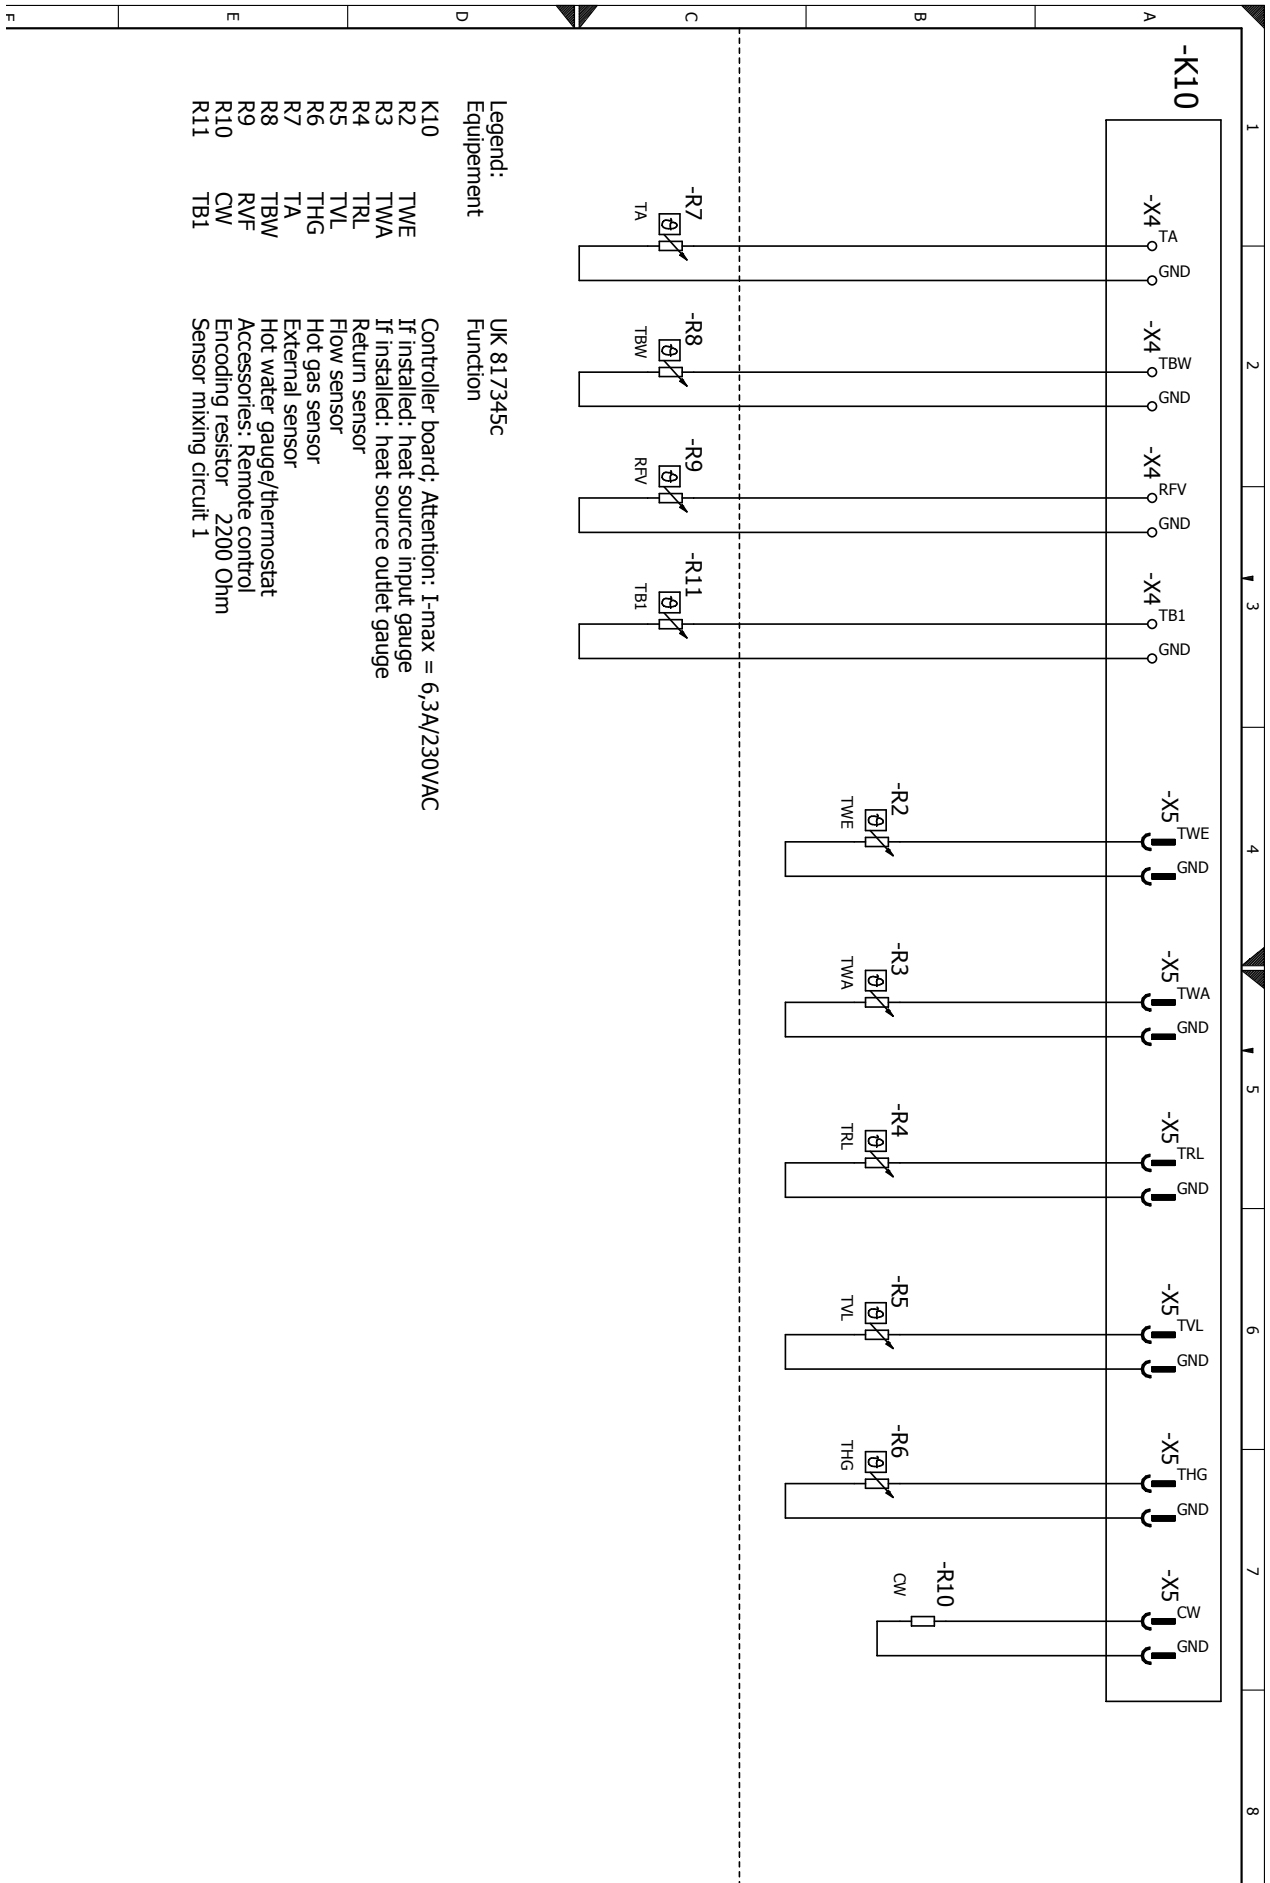 1
2
3
4
5
6
7
8
A
B
C
D
E
F
-K10
-X4
TA
GND
-X4
TBW
GND
-X4
RFV
GND
-X4
TB1
GND
-X5
TWE
GND
-X5
TWA
GND
-X5
TRL
GND
-X5
TVL
GND
-X5
THG
GND
-X5
CW
GND
-R2
TWE
-R3
TWA
-R4
TRL
-R5
TVL
-R6
THG
-R10
CW
-R7
TA
-R8
TBW
-R9
RFV
-R11
TB1
Legend: UK 817345c
Equipement Function
K10 Controller board; Attention: I-max = 6,3A/230VAC
R2 TWE If installed: heat source input gauge
R3 TWA If installed: heat source outlet gauge
R4 TRL Return sensor
R5 TVL Flow sensor
R6 THG Hot gas sensor
R7 TA External sensor
R8 TBW Hot water gauge/thermostat
R9 RVF Accessories: Remote control
R10 CW Encoding resistor 2200 Ohm
R11 TB1 Sensor mixing circuit 1